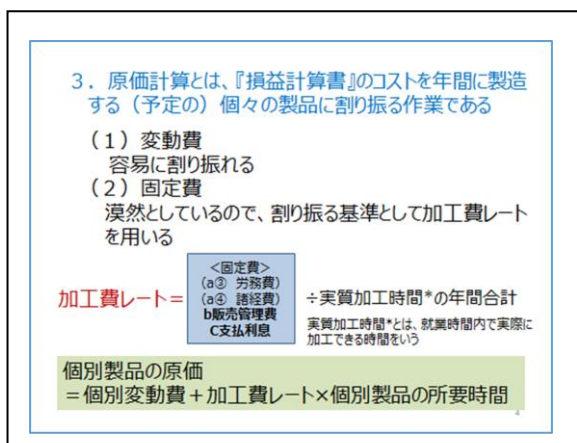 ３．原価計算とは、『損益計算書』のコストを年間に製造
する（予定の）個々の製品に割り振る作業である
（１）変動費
容易に割り振れる
（２）固定費
漠然としているので、割り振る基準として加工費レート
を用いる
＜固定費＞
(a③ 労務費)
(a④ 諸経費)
b販売管理費
C支払利息
加工費レート＝
÷実質加工時間*の年間合計
実質加工時間*とは、就業時間内で実際に
加工できる時間をいう
個別製品の原価
＝個別変動費＋加工費レート×個別製品の所要時間
4